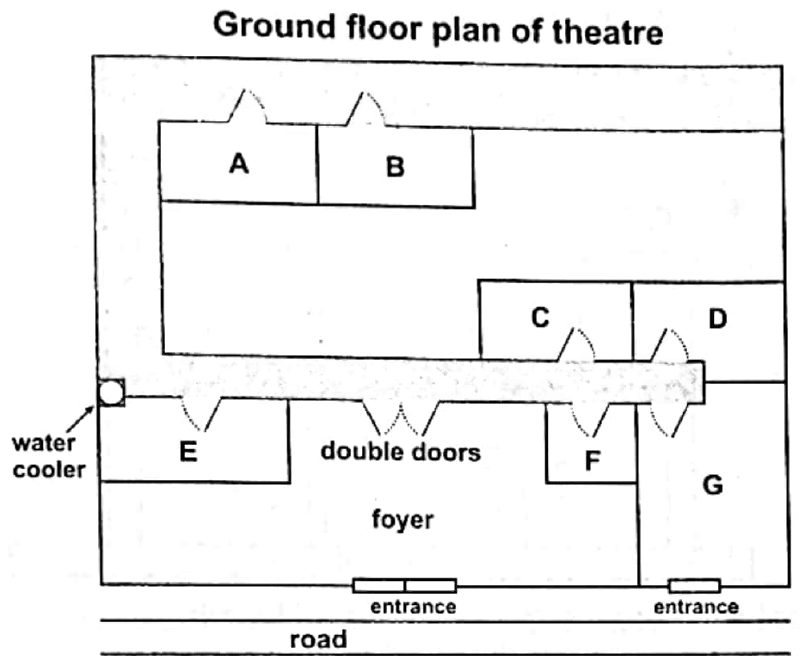 Ground floor plan of theatre
A
B
C
D
water
cooler
E
double doors
F
G
foyer
entrance
entrance
road